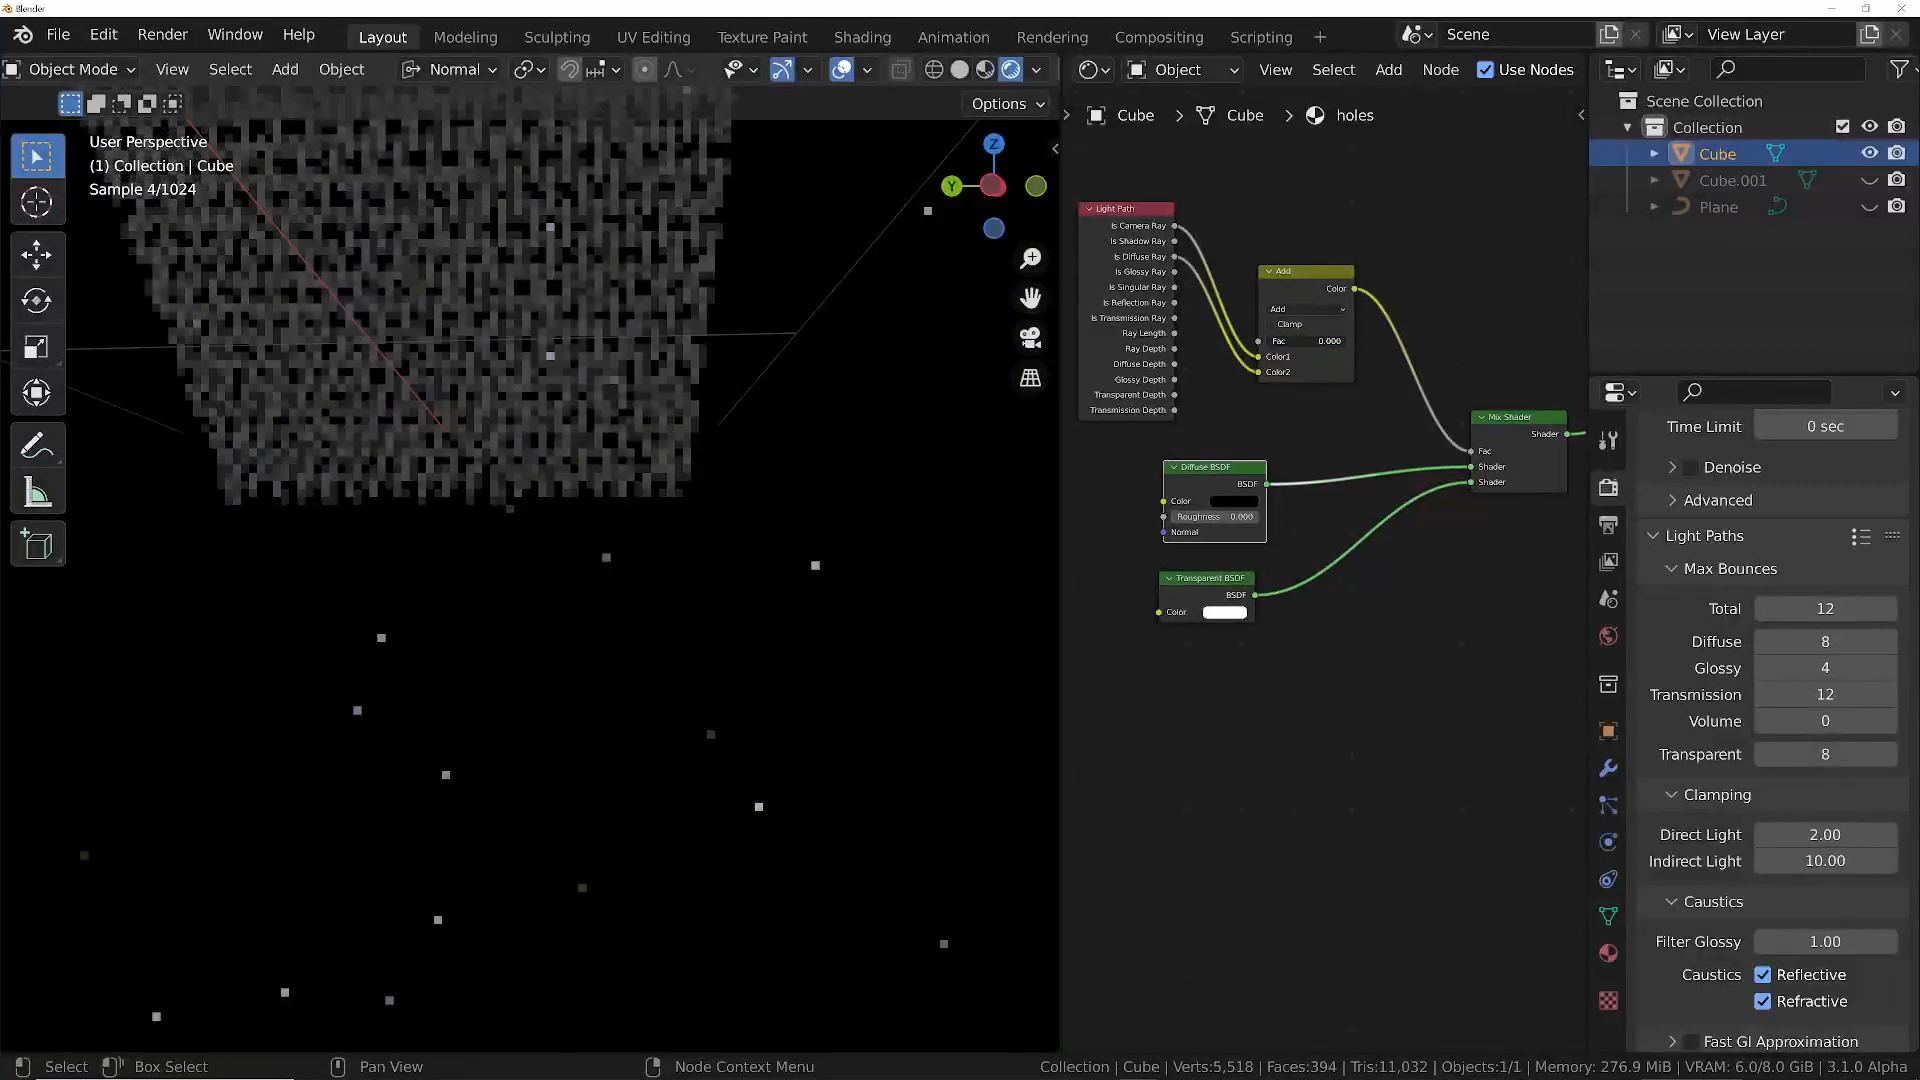 Blender
File Edit Render Window Help
Layout Modeling Sculpting UV Editing Texture Paint Shading Animation Rendering Compositing Scripting +
Scene
View Layer
Object Mode View Select Add Object Normal
Object View Select Add Node Use Nodes
Options
User Perspective
(1) Collection | Cube
Sample 4/1024
Z
Y
Cube > Cube > holes
Scene Collection
Collection
Cube
Cube.001
Plane
Light Path
Is Camera Ray
Is Shadow Ray
Is Diffuse Ray
Is Glossy Ray
Is Singular Ray
Is Reflection Ray
Is Transmission Ray
Ray Length
Ray Depth
Diffuse Depth
Glossy Depth
Transparent Depth
Transmission Depth
Add
Color
Add
Clamp
Fac 0.000
Color1
Color2
Mix Shader
Shader
Fac
Shader
Shader
Diffuse BSDF
BSDF
Color
Roughness 0.000
Normal
Transparent BSDF
BSDF
Color
Time Limit 0 sec
Denoise
Advanced
Light Paths
Max Bounces
Total 12
Diffuse 8
Glossy 4
Transmission 12
Volume 0
Transparent 8
Clamping
Direct Light 2.00
Indirect Light 10.00
Caustics
Filter Glossy 1.00
Caustics Reflective
Refractive
Fast GI Approximation
Select Box Select Pan View Node Context Menu
Collection | Cube | Verts:5,518 | Faces:394 | Tris:11,032 | Objects:1/1 | Memory: 276.9 MiB | VRAM: 6.0/8.0 GiB | 3.1.0 Alpha